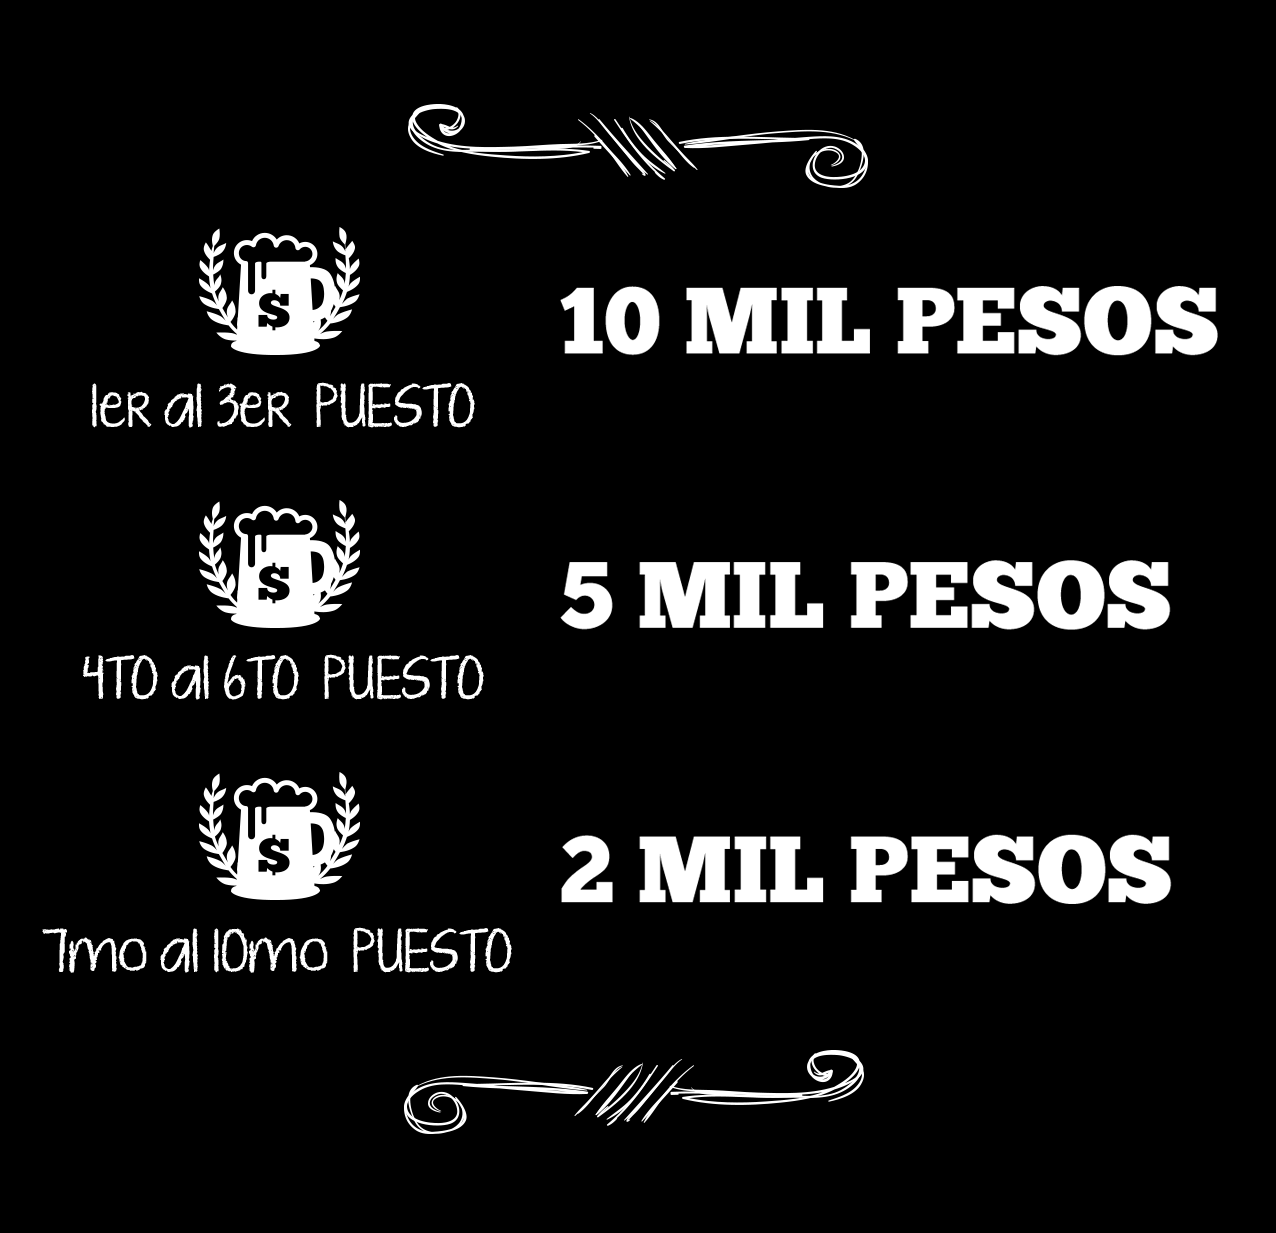 $
10 MIL PESOS
1er al 3er PUESTO
$
5 MIL PESOS
4TO al 6TO PUESTO
$
2 MIL PESOS
7mo al 10mo PUESTO